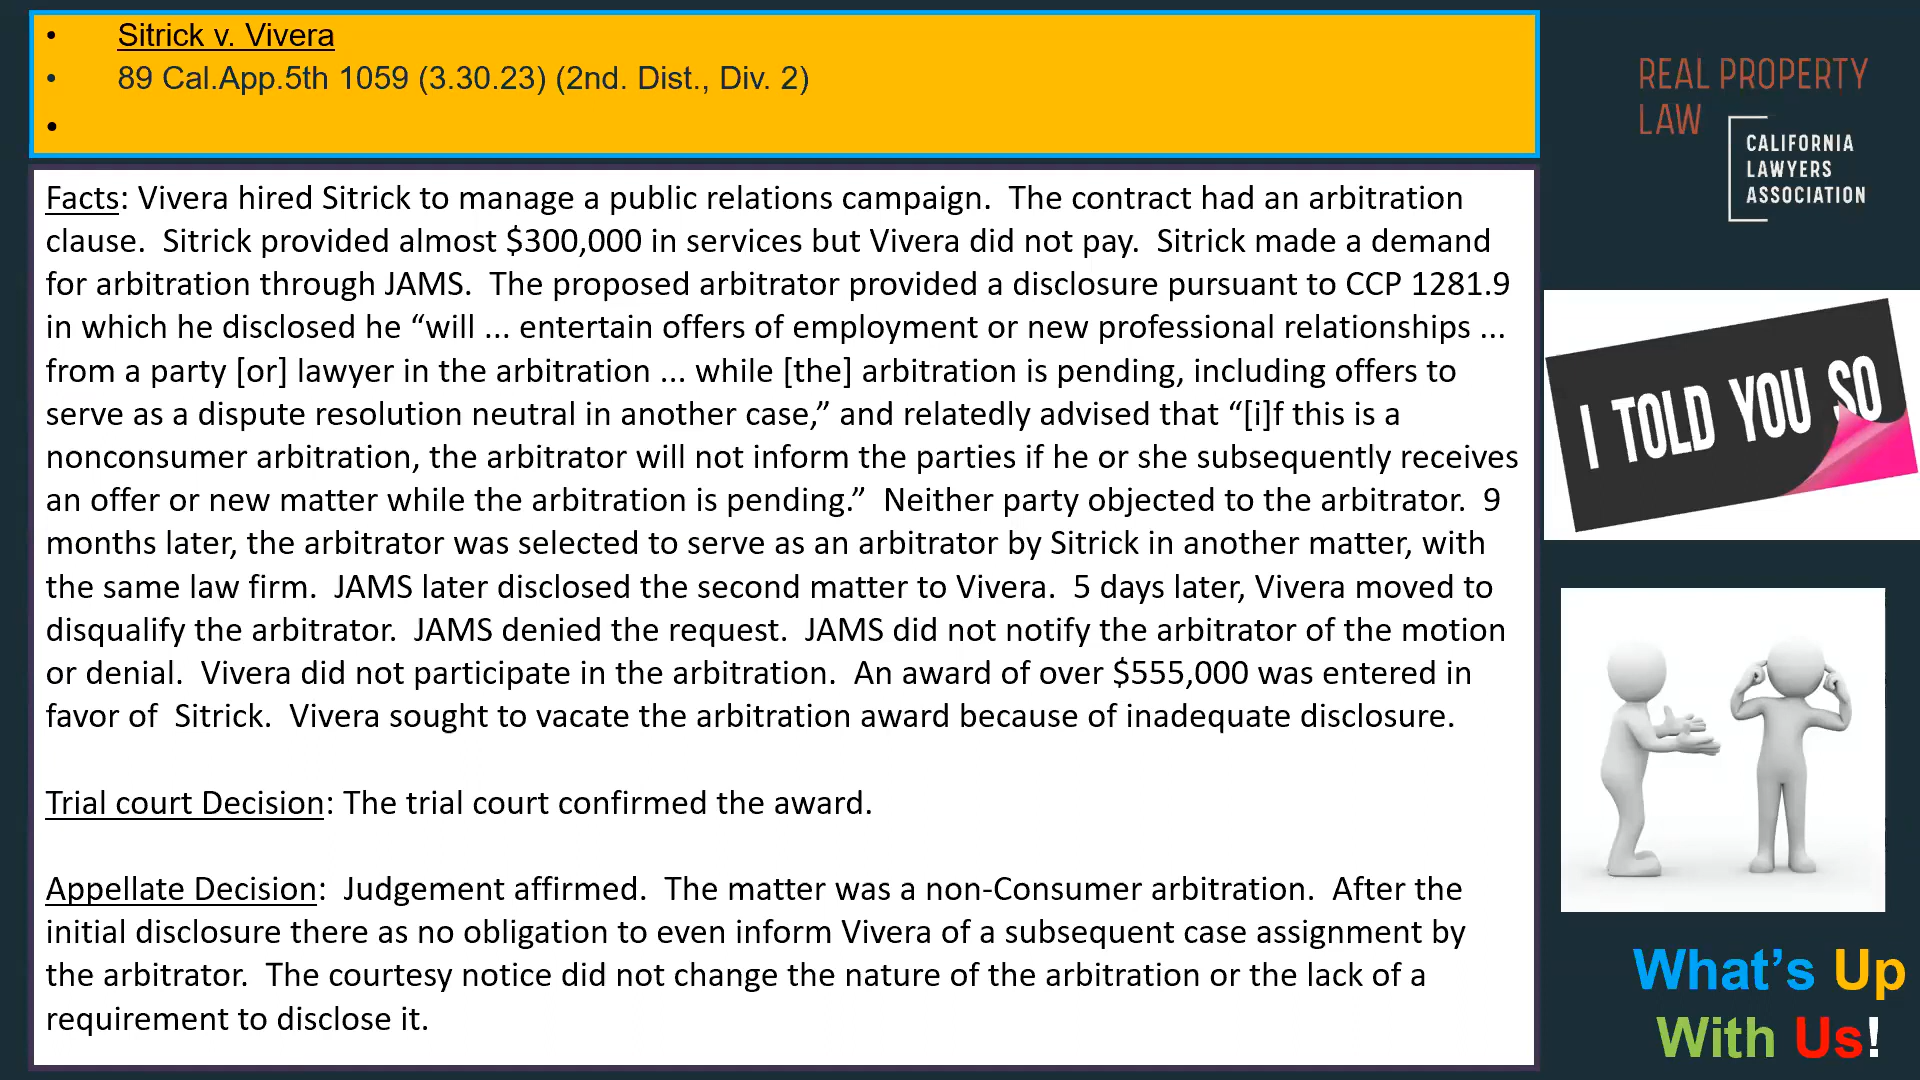 • Sitrick v. Vivera
• 89 Cal.App.5th 1059 (3.30.23) (2nd. Dist., Div. 2)
•
REAL PROPERTY
LAW
CALIFORNIA
LAWYERS
ASSOCIATION
Facts: Vivera hired Sitrick to manage a public relations campaign.  The contract had an arbitration
clause.  Sitrick provided almost $300,000 in services but Vivera did not pay.  Sitrick made a demand
for arbitration through JAMS.  The proposed arbitrator provided a disclosure pursuant to CCP 1281.9
in which he disclosed he “will ... entertain offers of employment or new professional relationships ...
from a party [or] lawyer in the arbitration ... while [the] arbitration is pending, including offers to
serve as a dispute resolution neutral in another case,” and relatedly advised that “[i]f this is a
nonconsumer arbitration, the arbitrator will not inform the parties if he or she subsequently receives
an offer or new matter while the arbitration is pending.”  Neither party objected to the arbitrator.  9
months later, the arbitrator was selected to serve as an arbitrator by Sitrick in another matter, with
the same law firm.  JAMS later disclosed the second matter to Vivera.  5 days later, Vivera moved to
disqualify the arbitrator.  JAMS denied the request.  JAMS did not notify the arbitrator of the motion
or denial.  Vivera did not participate in the arbitration.  An award of over $555,000 was entered in
favor of  Sitrick.  Vivera sought to vacate the arbitration award because of inadequate disclosure.
Trial court Decision: The trial court confirmed the award.
Appellate Decision:  Judgement affirmed.  The matter was a non-Consumer arbitration.  After the
initial disclosure there as no obligation to even inform Vivera of a subsequent case assignment by
the arbitrator.  The courtesy notice did not change the nature of the arbitration or the lack of a
requirement to disclose it.
I TOLD YOU SO
What’s Up
With Us!